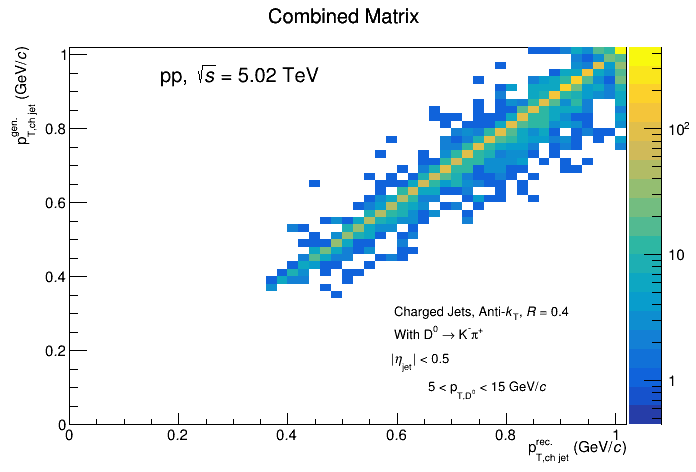 Combined Matrix
p^gen._T,ch jet (GeV/c)
1
0.8
0.6
0.4
0.2
0
pp, √s = 5.02 TeV
Charged Jets, Anti-k_T, R = 0.4
With D^0 → K^-π^+
|η_jet| < 0.5
5 < p_T,D^0 < 15 GeV/c
10^2
10
1
0 0.2 0.4 0.6 0.8 1
p^rec._T,ch jet (GeV/c)